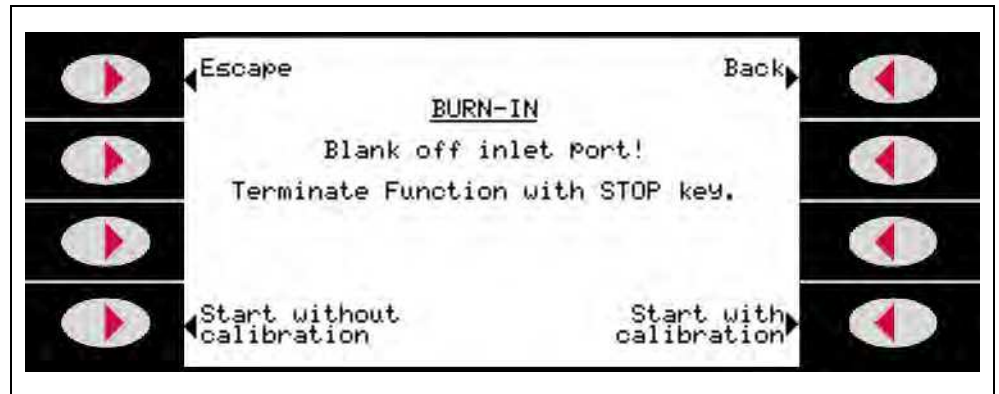 Escape Back
BURN-IN
Blank off inlet port!
Terminate Function with STOP key.
Start without Start with
calibration calibration